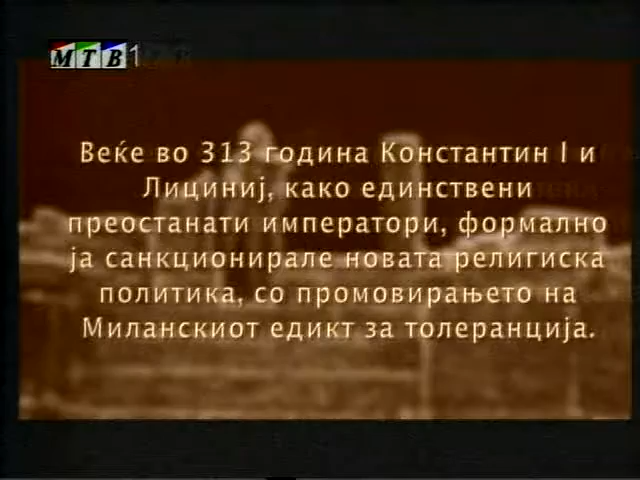 МТВ1
Веќе во 313 година Константин I и
Лициниј, како единствени
преостанати императори, формално
ја санкционирале новата религиска
политика, со промовирањето на
Миланскиот едикт за толеранција.